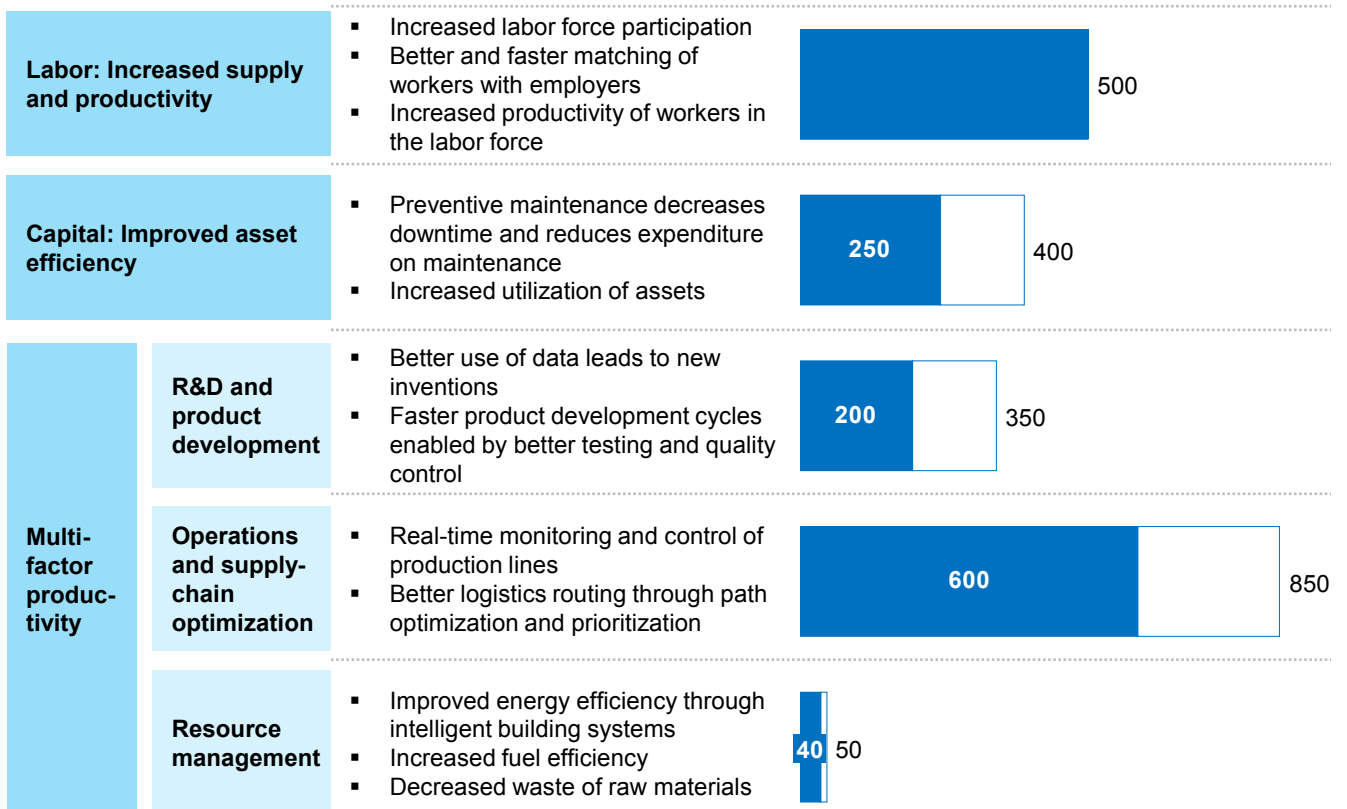 Labor: Increased supply
and productivity
▪ Increased labor force participation
▪ Better and faster matching of
workers with employers
▪ Increased productivity of workers in
the labor force
500
Capital: Improved asset
efficiency
▪ Preventive maintenance decreases
downtime and reduces expenditure
on maintenance
▪ Increased utilization of assets
250
400
Multi-
factor
produc-
tivity
R&D and
product
development
▪ Better use of data leads to new
inventions
▪ Faster product development cycles
enabled by better testing and quality
control
200
350
Operations
and supply-
chain
optimization
▪ Real-time monitoring and control of
production lines
▪ Better logistics routing through path
optimization and prioritization
600
850
Resource
management
▪ Improved energy efficiency through
intelligent building systems
▪ Increased fuel efficiency
▪ Decreased waste of raw materials
40
50